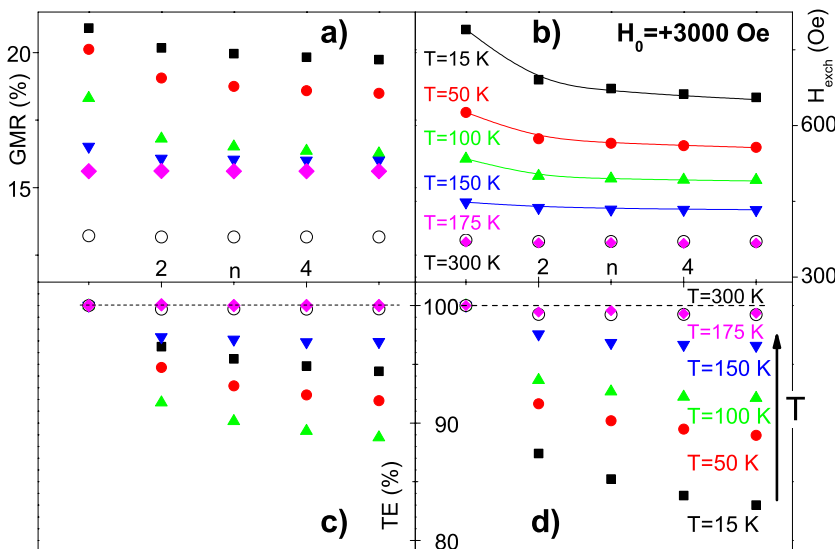 a)
b)
H0=+3000 Oe
20
15
GMR (%)
T=15 K
T=50 K
T=100 K
T=150 K
T=175 K
T=300 K
600
300
Hexch (Oe)
2
n
4
2
n
4
T=300 K
T=175 K
T=150 K
T=100 K
T=50 K
T=15 K
T
100
90
80
TE (%)
c)
d)